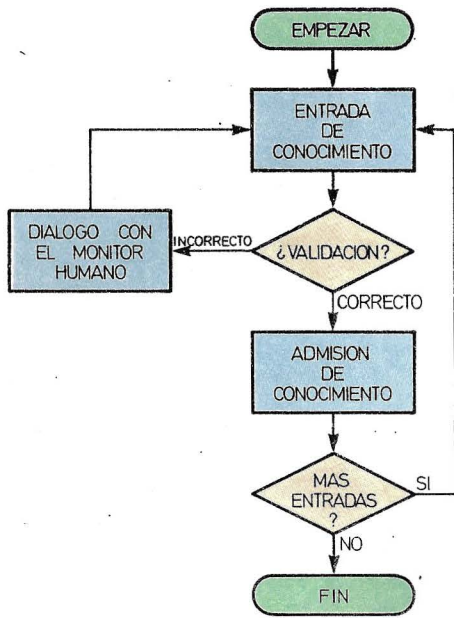 EMPEZAR
ENTRADA
DE
CONOCIMIENTO
DIALOGO CON
EL MONITOR
HUMANO
INCORRECTO
¿VALIDACION?
CORRECTO
ADMISION
DE
CONOCIMIENTO
MAS
ENTRADAS
?
SI
NO
FIN